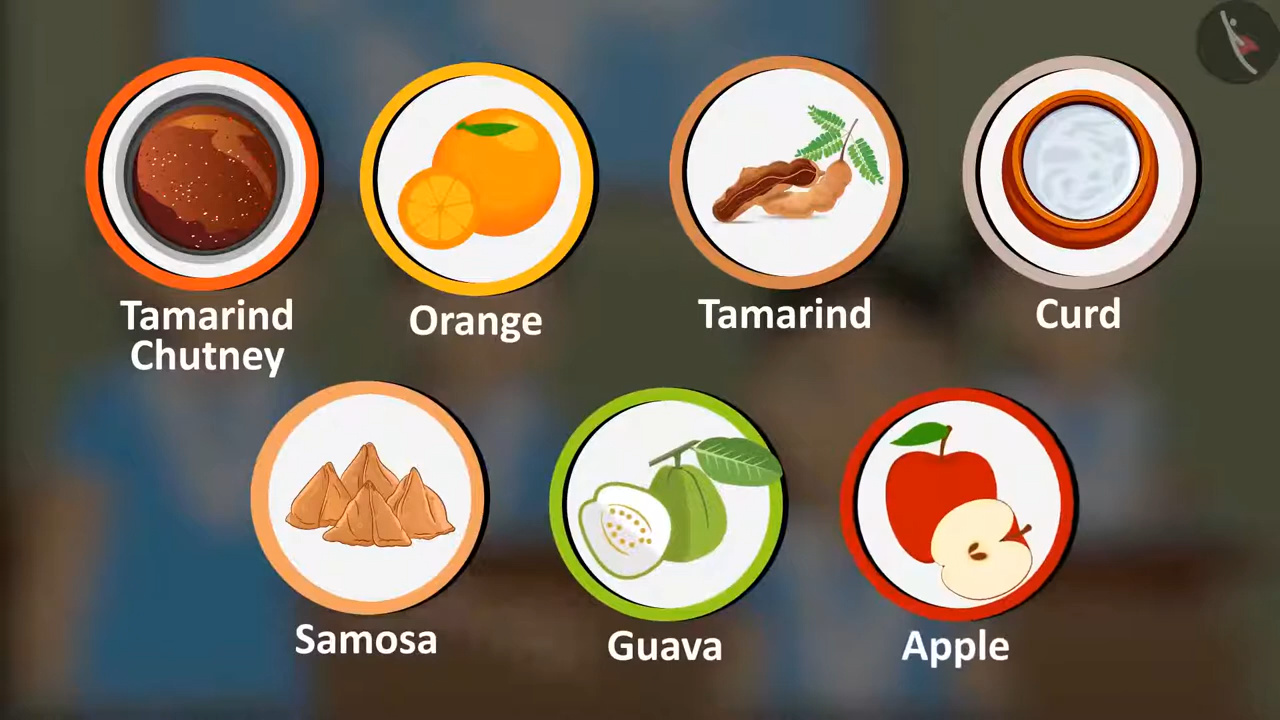 Tamarind
Chutney
Orange
Tamarind
Curd
Samosa
Guava
Apple